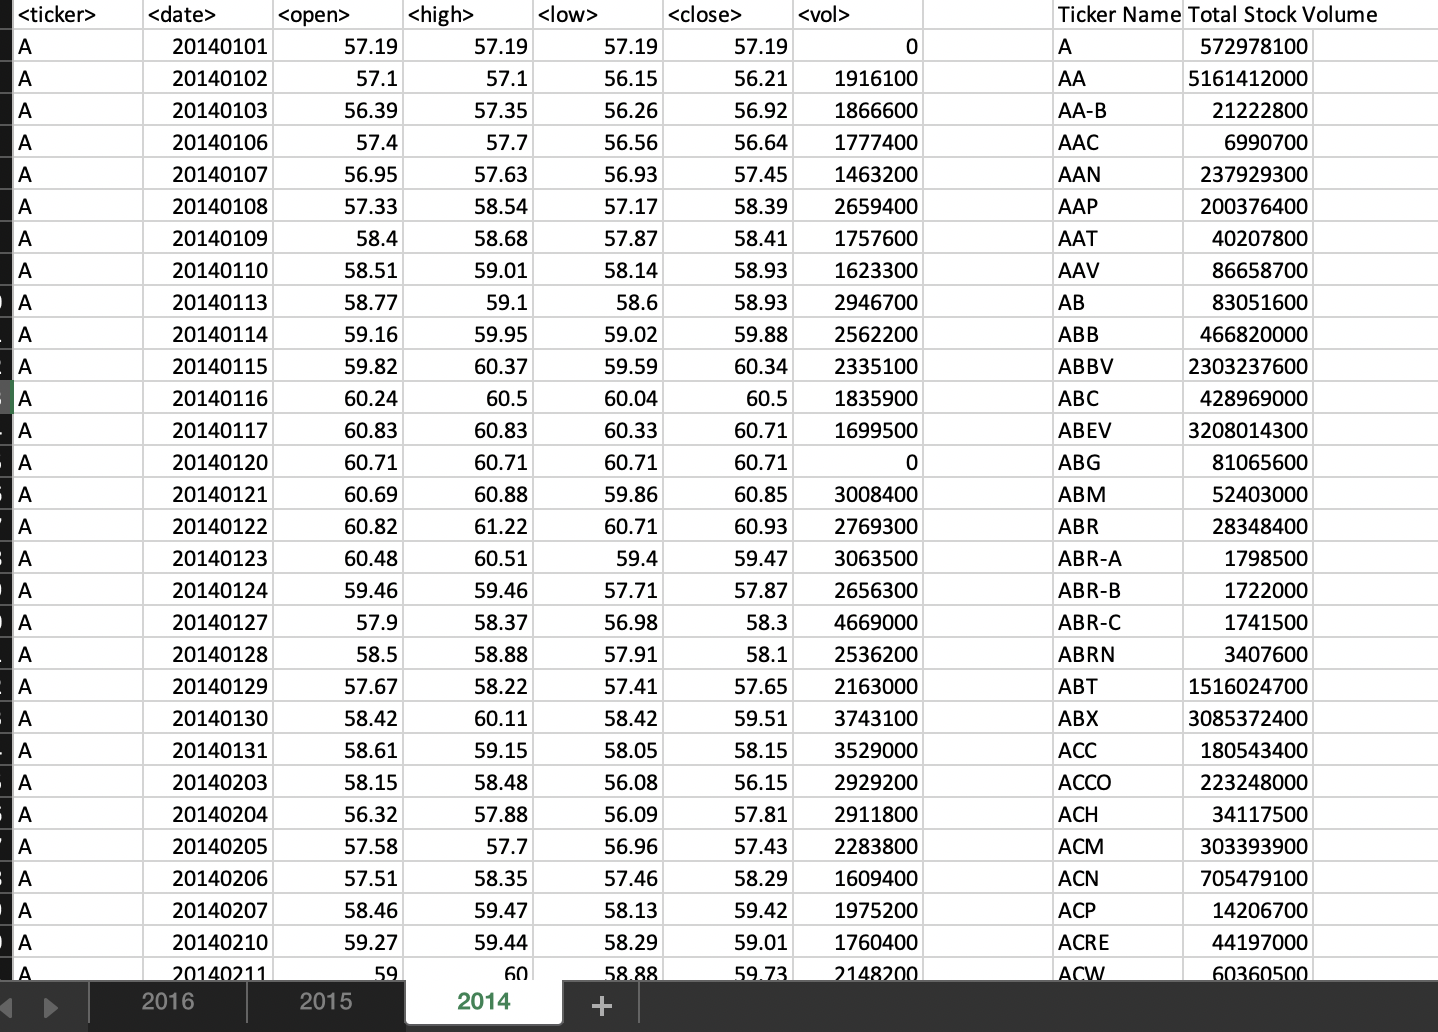 <ticker> <date> <open> <high> <low> <close> <vol> Ticker Name Total Stock Volume
A 20140101 57.19 57.19 57.19 57.19 0 A 572978100
A 20140102 57.1 57.1 56.15 56.21 1916100 AA 5161412000
A 20140103 56.39 57.35 56.26 56.92 1866600 AA-B 21222800
A 20140106 57.4 57.7 56.56 56.64 1777400 AAC 6990700
A 20140107 56.95 57.63 56.93 57.45 1463200 AAN 237929300
A 20140108 57.33 58.54 57.17 58.39 2659400 AAP 200376400
A 20140109 58.4 58.68 57.87 58.41 1757600 AAT 40207800
A 20140110 58.51 59.01 58.14 58.93 1623300 AAV 86658700
A 20140113 58.77 59.1 58.6 58.93 2946700 AB 83051600
A 20140114 59.16 59.95 59.02 59.88 2562200 ABB 466820000
A 20140115 59.82 60.37 59.59 60.34 2335100 ABBV 2303237600
A 20140116 60.24 60.5 60.04 60.5 1835900 ABC 428969000
A 20140117 60.83 60.83 60.33 60.71 1699500 ABEV 3208014300
A 20140120 60.71 60.71 60.71 60.71 0 ABG 81065600
A 20140121 60.69 60.88 59.86 60.85 3008400 ABM 52403000
A 20140122 60.82 61.22 60.71 60.93 2769300 ABR 28348400
A 20140123 60.48 60.51 59.4 59.47 3063500 ABR-A 1798500
A 20140124 59.46 59.46 57.71 57.87 2656300 ABR-B 1722000
A 20140127 57.9 58.37 56.98 58.3 4669000 ABR-C 1741500
A 20140128 58.5 58.88 57.91 58.1 2536200 ABRN 3407600
A 20140129 57.67 58.22 57.41 57.65 2163000 ABT 1516024700
A 20140130 58.42 60.11 58.42 59.51 3743100 ABX 3085372400
A 20140131 58.61 59.15 58.05 58.15 3529000 ACC 180543400
A 20140203 58.15 58.48 56.08 56.15 2929200 ACCO 223248000
A 20140204 56.32 57.88 56.09 57.81 2911800 ACH 34117500
A 20140205 57.58 57.7 56.96 57.43 2283800 ACM 303393900
A 20140206 57.51 58.35 57.46 58.29 1609400 ACN 705479100
A 20140207 58.46 59.47 58.13 59.42 1975200 ACP 14206700
A 20140210 59.27 59.44 58.29 59.01 1760400 ACRE 44197000
A 20140211 59 60 58.88 59.73 2148200 ACW 60360500
2016 2015 2014 +